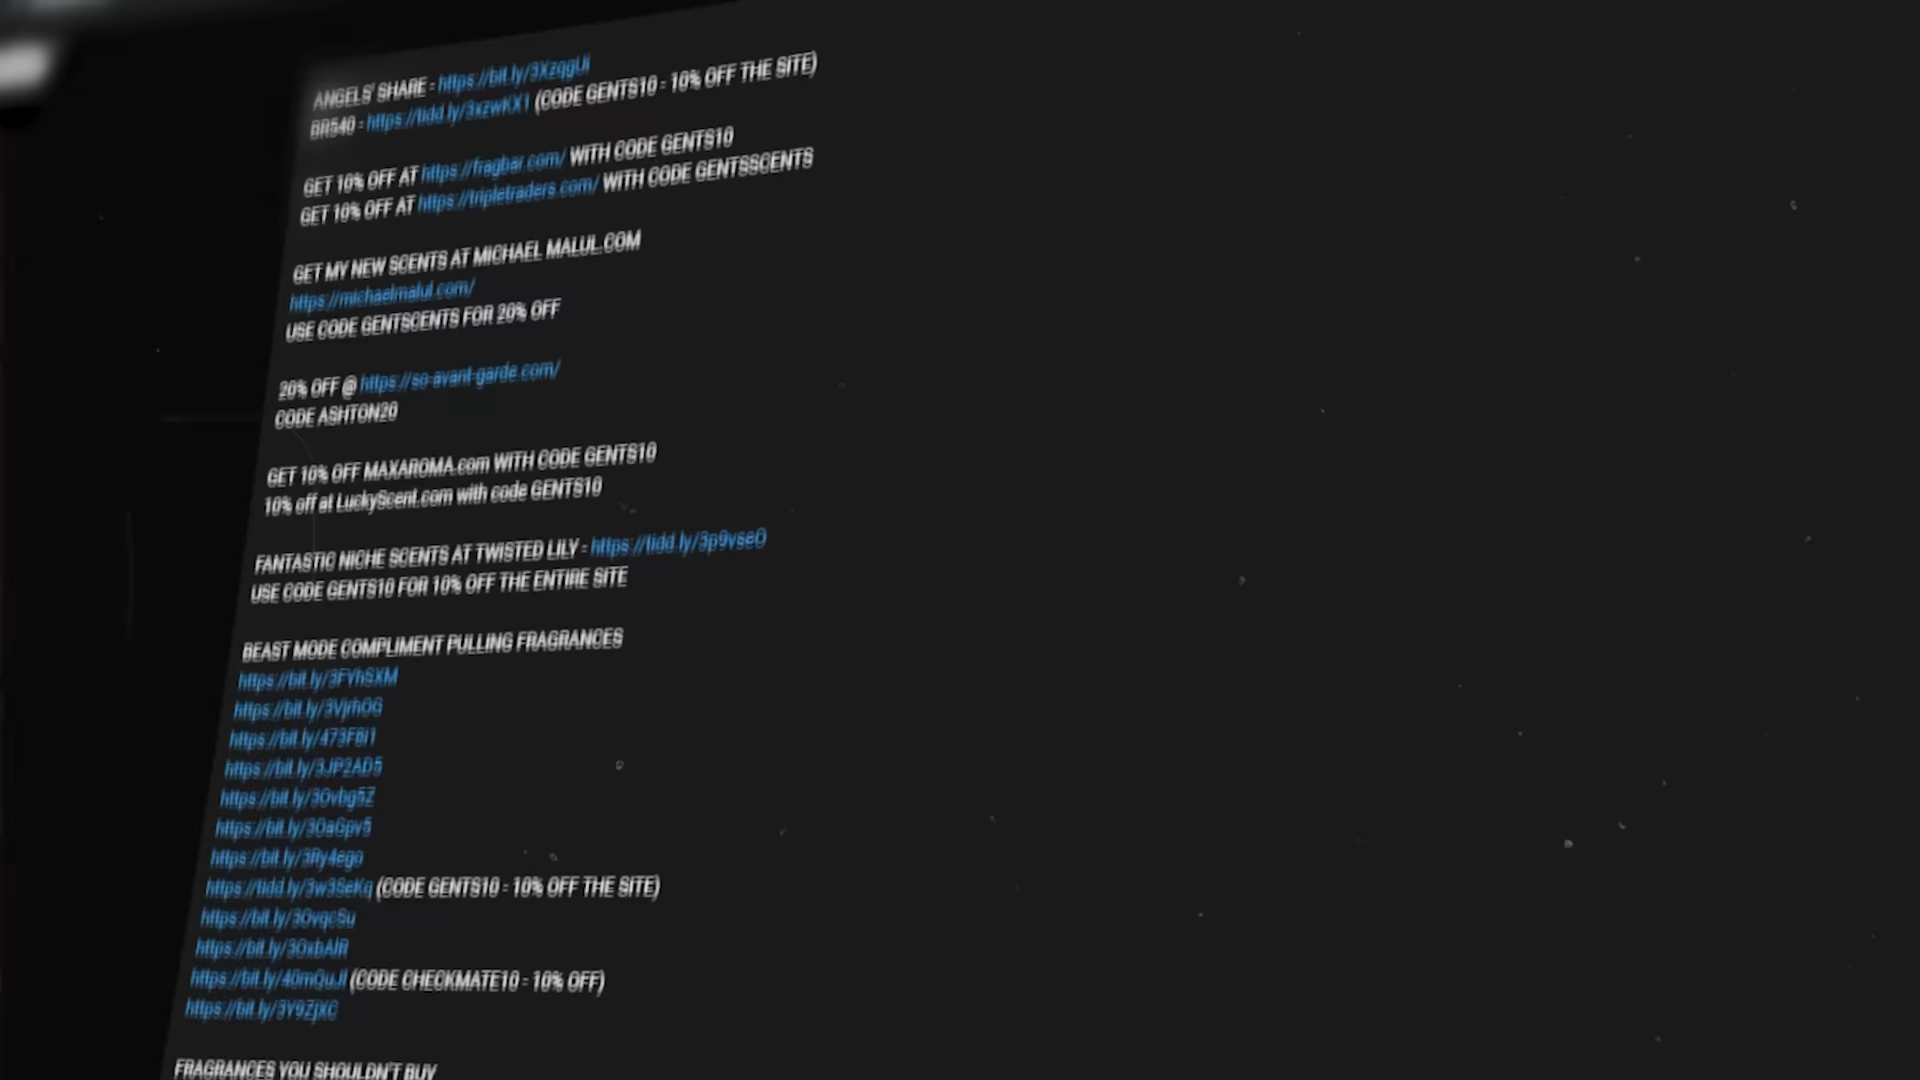 ANGELS' SHARE - https://bit.ly/3XzqgUl
BR540 - https://tidd.ly/3xzwKX1 (CODE GENTS10 - 10% OFF THE SITE)
GET 10% OFF AT https://fragbar.com/ WITH CODE GENTS10
GET 10% OFF AT https://tripletraders.com/ WITH CODE GENTSSCENTS
GET MY NEW SCENTS AT MICHAEL MALUL.COM
https://michaelmalul.com/
USE CODE GENTSCENTS FOR 20% OFF
20% OFF @ https://so-avant-garde.com/
CODE ASHTON20
GET 10% OFF MAXAROMA.com WITH CODE GENTS10
10% off at LuckyScent.com with code GENTS10
FANTASTIC NICHE SCENTS AT TWISTED LILY - https://tidd.ly/3p9vseO
USE CODE GENTS10 FOR 10% OFF THE ENTIRE SITE
BEAST MODE COMPLIMENT PULLING FRAGRANCES
https://bit.ly/3FYhSXM
https://bit.ly/3VjrhOG
https://bit.ly/473F8i1
https://bit.ly/3JP2AD5
https://bit.ly/3Ovbg5Z
https://bit.ly/3OaGpv5
https://bit.ly/3Ry4ego
https://tidd.ly/3w3SeKq (CODE GENTS10 - 10% OFF THE SITE)
https://bit.ly/3OvqcSu
https://bit.ly/3OxbAlR
https://bit.ly/40mQuJl (CODE CHECKMATE10 - 10% OFF)
https://bit.ly/3Y9ZjXC
FRAGRANCES YOU SHOULDN'T BUY